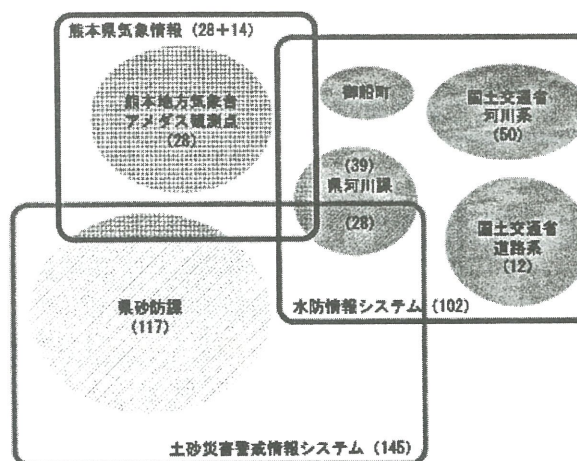 熊本県気象情報 (28+14)
熊本地方気象台
アメダス観測点
(28)
御船町
国土交通省
河川系
(50)
(39)
県河川課
(28)
国土交通省
道路系
(12)
県砂防課
(117)
水防情報システム (102)
土砂災害警戒情報システム (145)